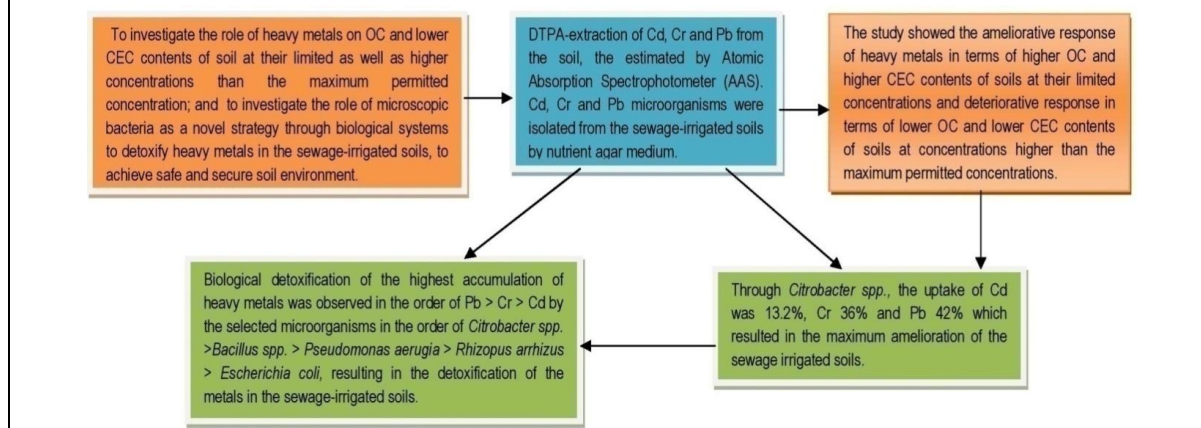 To investigate the role of heavy metals on OC and lower
CEC contents of soil at their limited as well as higher
concentrations than the maximum permitted
concentration; and to investigate the role of microscopic
bacteria as a novel strategy through biological systems
to detoxify heavy metals in the sewage-irrigated soils, to
achieve safe and secure soil environment.
DTPA-extraction of Cd, Cr and Pb from
the soil, the estimated by Atomic
Absorption Spectrophotometer (AAS).
Cd, Cr and Pb microorganisms were
isolated from the sewage-irrigated soils
by nutrient agar medium.
The study showed the ameliorative response
of heavy metals in terms of higher OC and
higher CEC contents of soils at their limited
concentrations and deteriorative response in
terms of lower OC and lower CEC contents
of soils at concentrations higher than the
maximum permitted concentrations.
Biological detoxification of the highest accumulation of
heavy metals was observed in the order of Pb > Cr > Cd by
the selected microorganisms in the order of Citrobacter spp.
>Bacillus spp. > Pseudomonas aerugia > Rhizopus arrhizus
> Escherichia coli, resulting in the detoxification of the
metals in the sewage-irrigated soils.
Through Citrobacter spp., the uptake of Cd
was 13.2%, Cr 36% and Pb 42% which
resulted in the maximum amelioration of the
sewage irrigated soils.